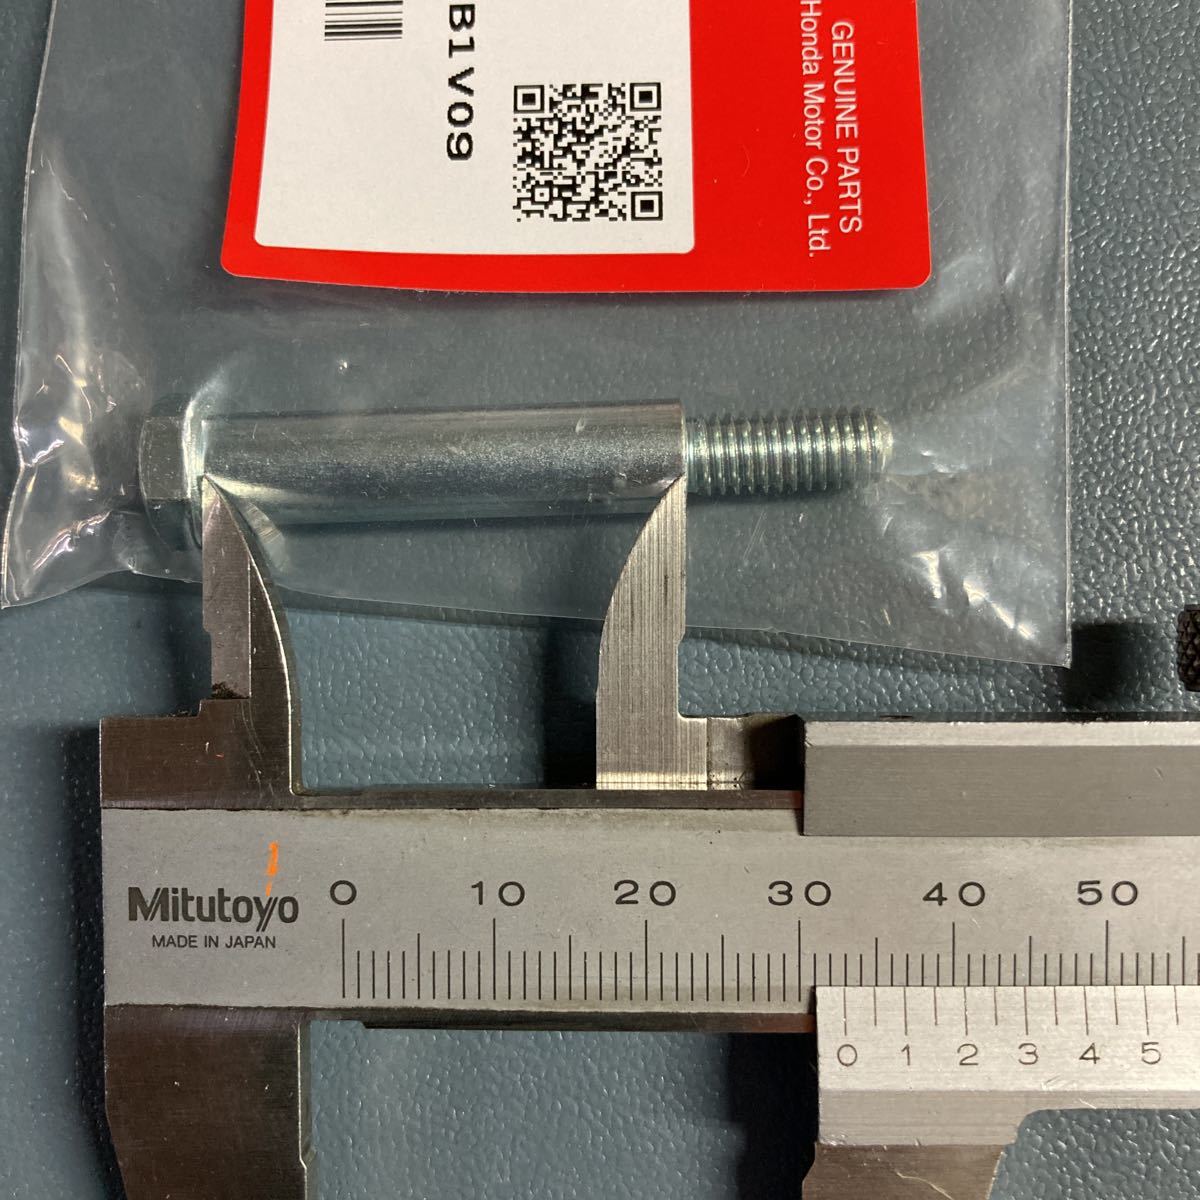 B1V09
GENUINE PARTS
Honda Motor Co., Ltd.
Mitutoyo
MADE IN JAPAN
0 10 20 30 40 50
0 1 2 3 4 5